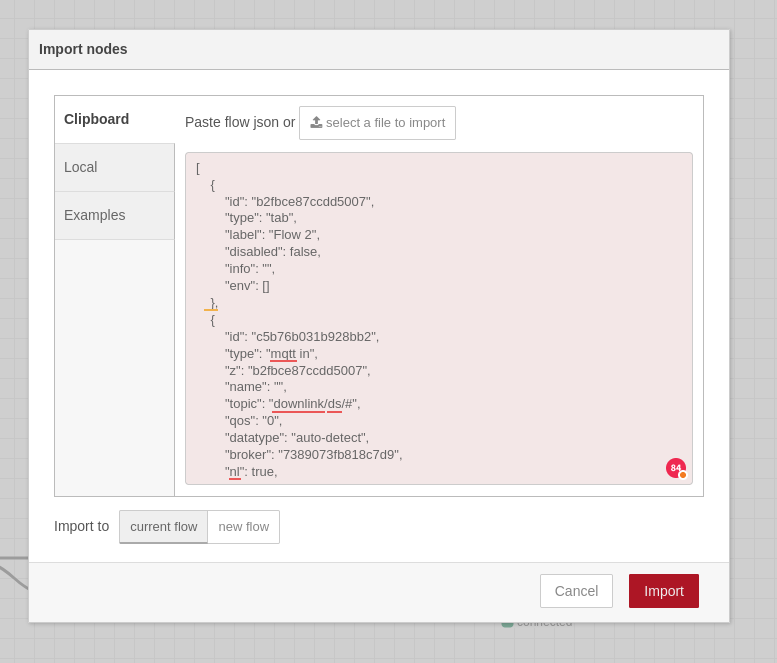 Import nodes
Clipboard
Paste flow json or select a file to import
Local
Examples
[
{
"id": "b2fbce87ccdd5007",
"type": "tab",
"label": "Flow 2",
"disabled": false,
"info": "",
"env": []
},
{
"id": "c5b76b031b928bb2",
"type": "mqtt in",
"z": "b2fbce87ccdd5007",
"name": "",
"topic": "downlink/ds/#",
"qos": "0",
"datatype": "auto-detect",
"broker": "7389073fb818c7d9",
"nl": true,
84
Import to current flow new flow
Cancel Import
connected